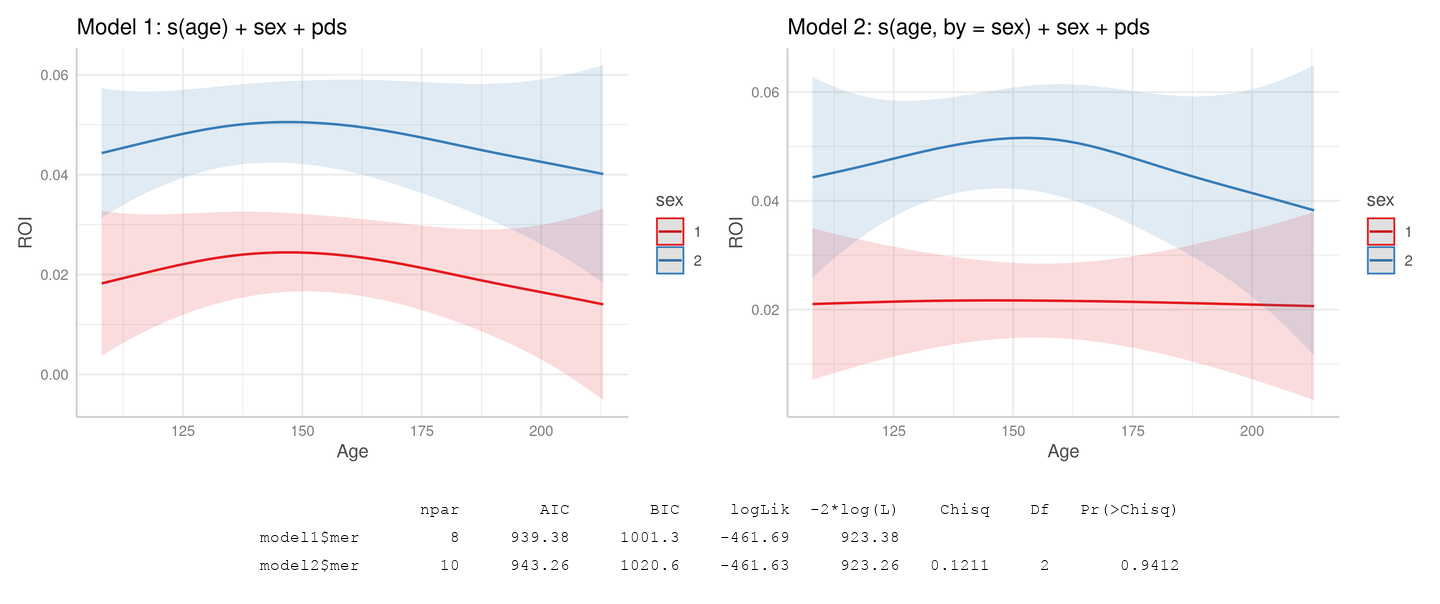 Model 1: s(age) + sex + pds
0.06
0.04
0.02
0.00
ROI
125 150 175 200
Age
sex
1
2
Model 2: s(age, by = sex) + sex + pds
0.06
0.04
0.02
ROI
125 150 175 200
Age
sex
1
2
npar AIC BIC logLik -2*log(L) Chisq Df Pr(>Chisq)
model1$mer 8 939.38 1001.3 -461.69 923.38
model2$mer 10 943.26 1020.6 -461.63 923.26 0.1211 2 0.9412